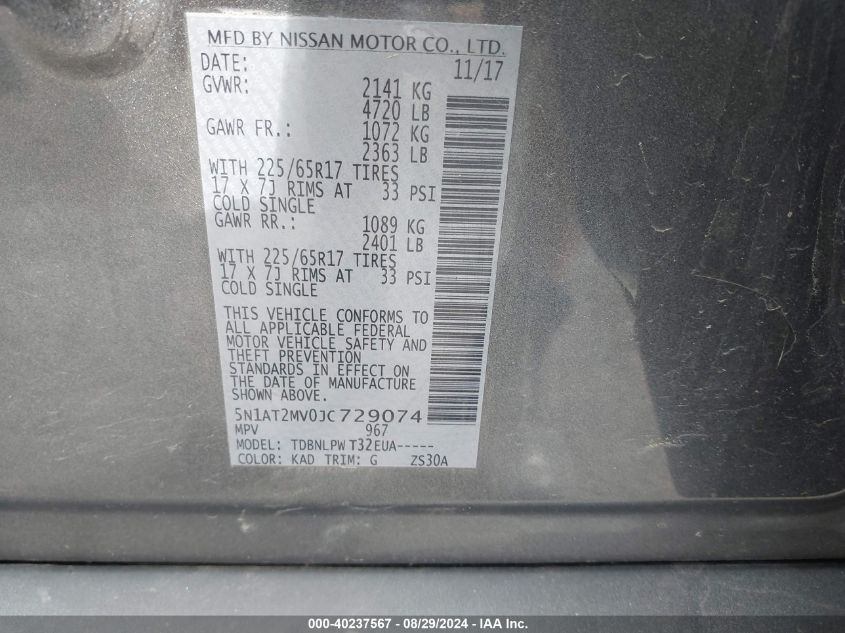 MFD BY NISSAN MOTOR CO., LTD.
DATE: 11/17
GVWR: 2141 KG
4720 LB
GAWR FR.: 1072 KG
2363 LB
WITH 225/65R17 TIRES
17 X 7J RIMS AT 33 PSI
COLD SINGLE
GAWR RR.: 1089 KG
2401 LB
WITH 225/65R17 TIRES
17 X 7J RIMS AT 33 PSI
COLD SINGLE
THIS VEHICLE CONFORMS TO
ALL APPLICABLE FEDERAL
MOTOR VEHICLE SAFETY AND
THEFT PREVENTION
STANDARDS IN EFFECT ON
THE DATE OF MANUFACTURE
SHOWN ABOVE.
5N1AT2MV0JC729074
MPV 967
MODEL: TDBNLPW T32EUA-----
COLOR: KAD TRIM: G ZS30A
000-40237567 - 08/29/2024 - IAA Inc.